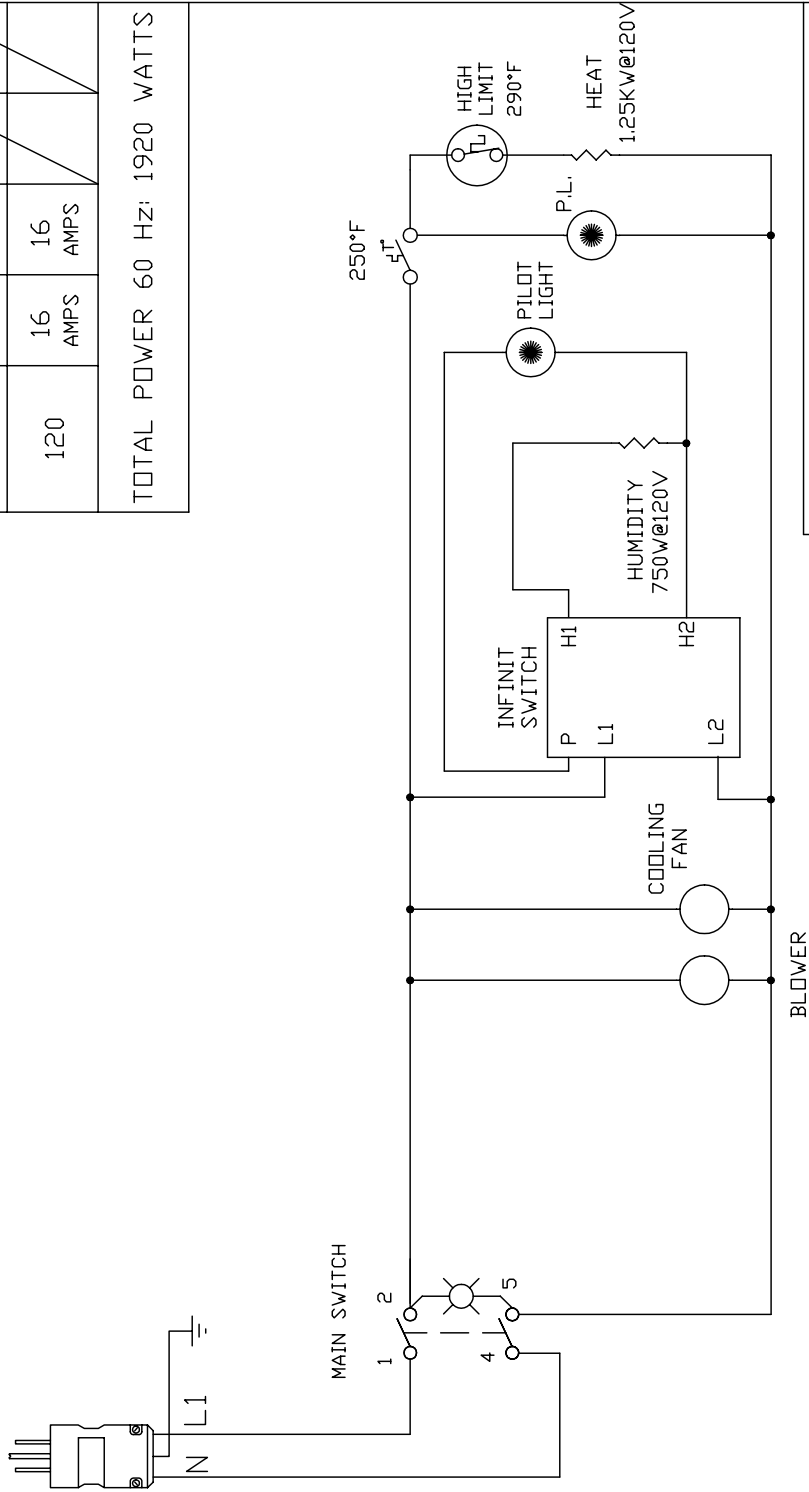 120
16
AMPS
16
AMPS
TOTAL POWER 60 Hz: 1920 WATTS
L1
N
MAIN SWITCH
1
2
4
5
BLOWER
COOLING
FAN
INFINIT
SWITCH
P
L1
L2
H1
H2
HUMIDITY
750W@120V
PILOT
LIGHT
250°F
P.L.
HIGH
LIMIT
290°F
HEAT
1.25KW@120V